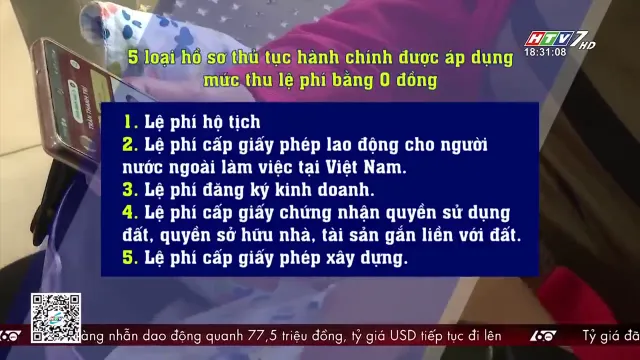 HTV7 HD
18:31:08
5 loại hồ sơ thủ tục hành chính được áp dụng
mức thu lệ phí bằng 0 đồng
1. Lệ phí hộ tịch
2. Lệ phí cấp giấy phép lao động cho người
nước ngoài làm việc tại Việt Nam.
3. Lệ phí đăng ký kinh doanh.
4. Lệ phí cấp giấy chứng nhận quyền sử dụng
đất, quyền sở hữu nhà, tài sản gắn liền với đất.
5. Lệ phí cấp giấy phép xây dựng.
àng nhẫn dao động quanh 77,5 triệu đồng, tỷ giá USD tiếp tục đi lên
60
Tỷ giá đã